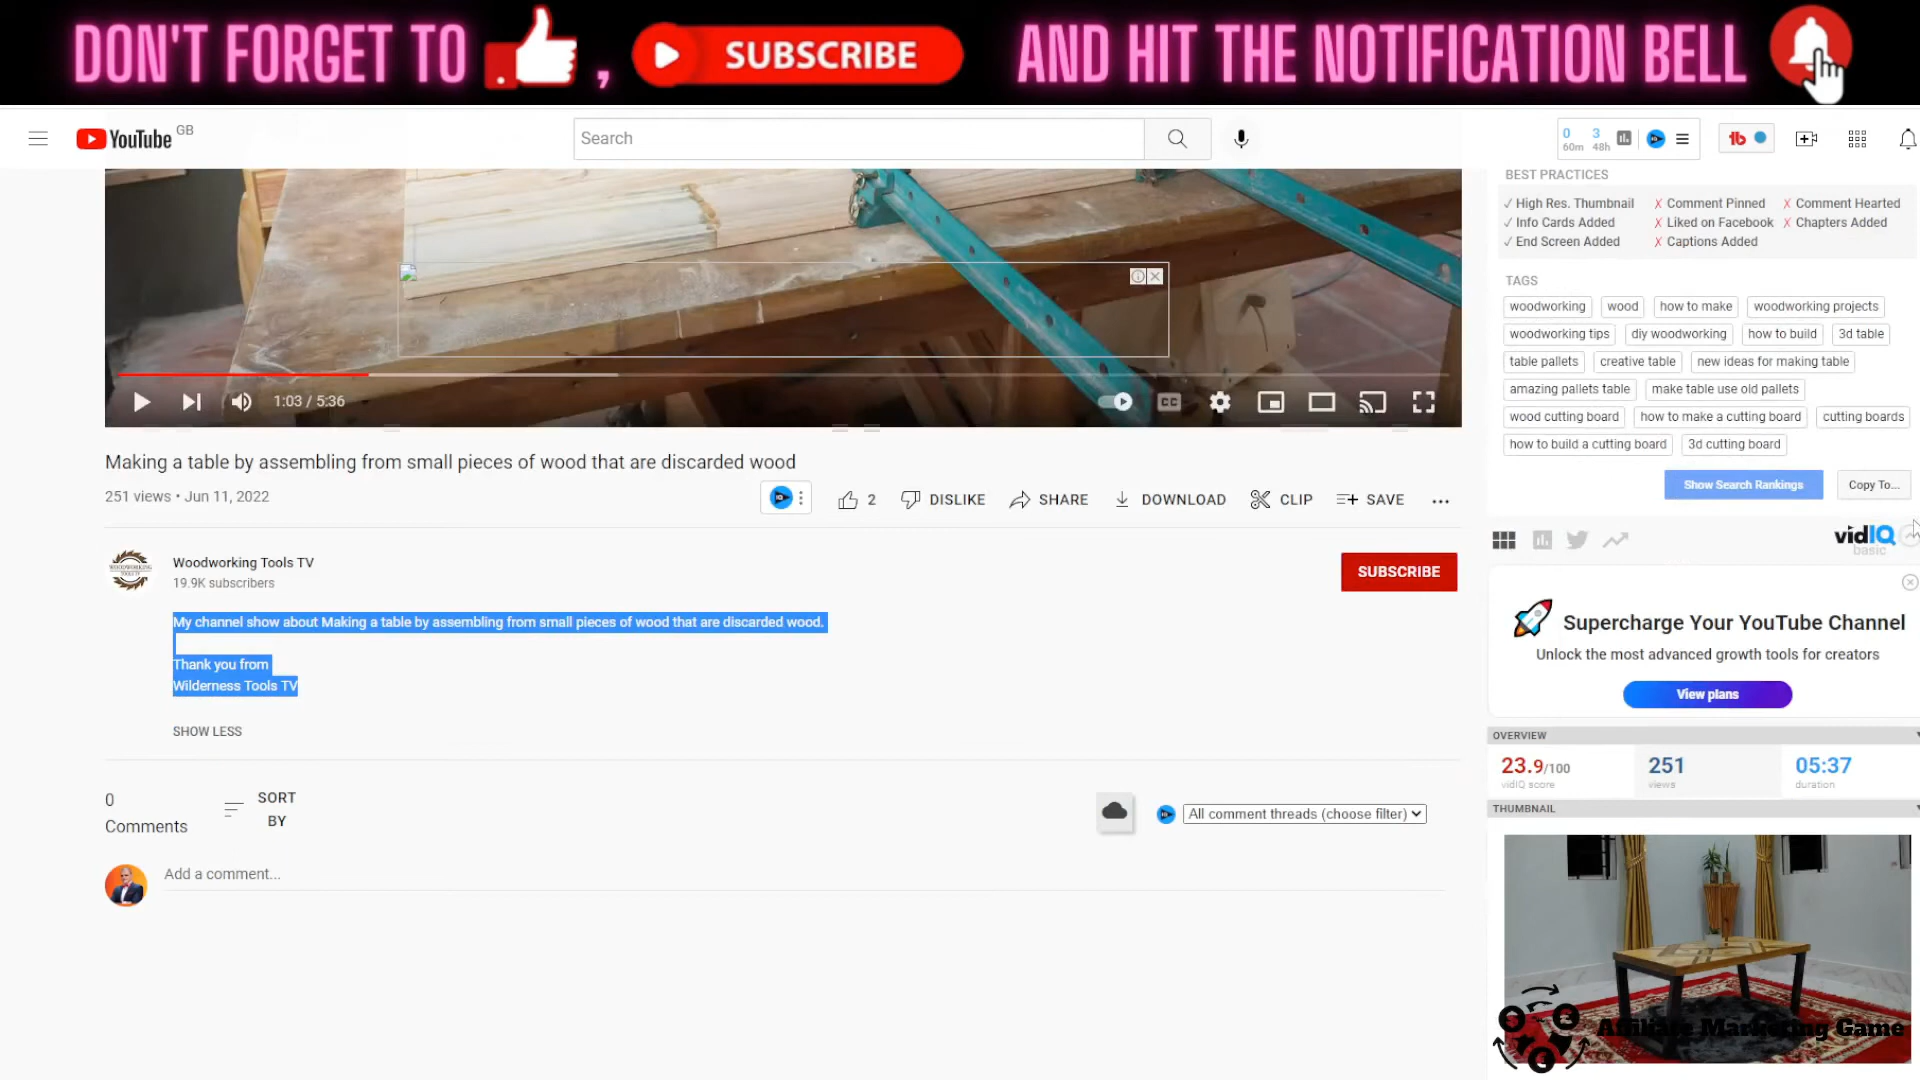 DON'T FORGET TO , SUBSCRIBE AND HIT THE NOTIFICATION BELL
YouTube GB
Search
0 3
60m 48h
BEST PRACTICES
✓ High Res. Thumbnail ✗ Comment Pinned ✗ Comment Hearted
✓ Info Cards Added ✗ Liked on Facebook ✗ Chapters Added
✓ End Screen Added ✗ Captions Added
TAGS
woodworking wood how to make woodworking projects
woodworking tips diy woodworking how to build 3d table
table pallets creative table new ideas for making table
amazing pallets table make table use old pallets
wood cutting board how to make a cutting board cutting boards
how to build a cutting board 3d cutting board
Show Search Rankings Copy To...
1:03 / 5:36
CC
Making a table by assembling from small pieces of wood that are discarded wood
251 views • Jun 11, 2022
2 DISLIKE SHARE DOWNLOAD CLIP SAVE ...
WOODWORKING
TOOLS TV
Woodworking Tools TV
19.9K subscribers
SUBSCRIBE
My channel show about Making a table by assembling from small pieces of wood that are discarded wood.
Thank you from
Wilderness Tools TV
SHOW LESS
0
Comments
SORT
BY
All comment threads (choose filter)
Add a comment...
vidIQ
basic
Supercharge Your YouTube Channel
Unlock the most advanced growth tools for creators
View plans
OVERVIEW
23.9/100 251 05:37
vidIQ score views duration
THUMBNAIL
Affiliate Marketing Game